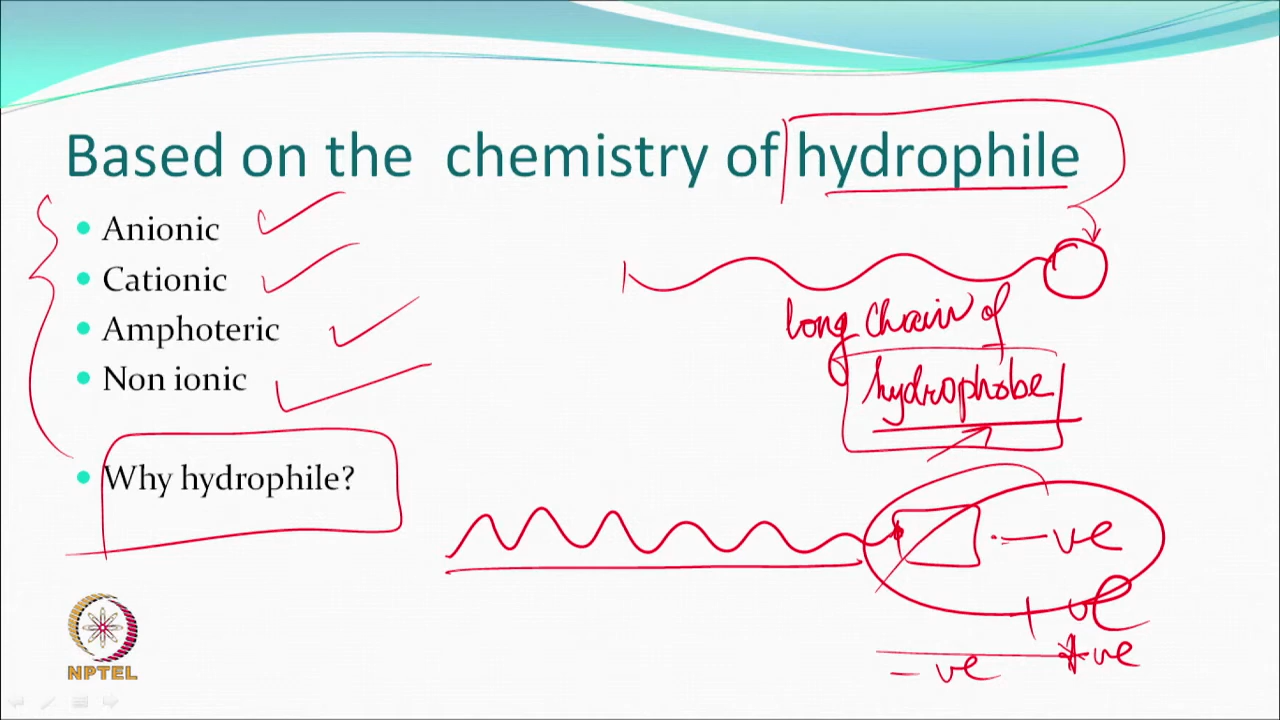 Based on the chemistry of hydrophile
Anionic
Cationic
Amphoteric
Non ionic
Why hydrophile?
long chain of
hydrophobe
-ve
+ve
-ve +ve
NPTEL